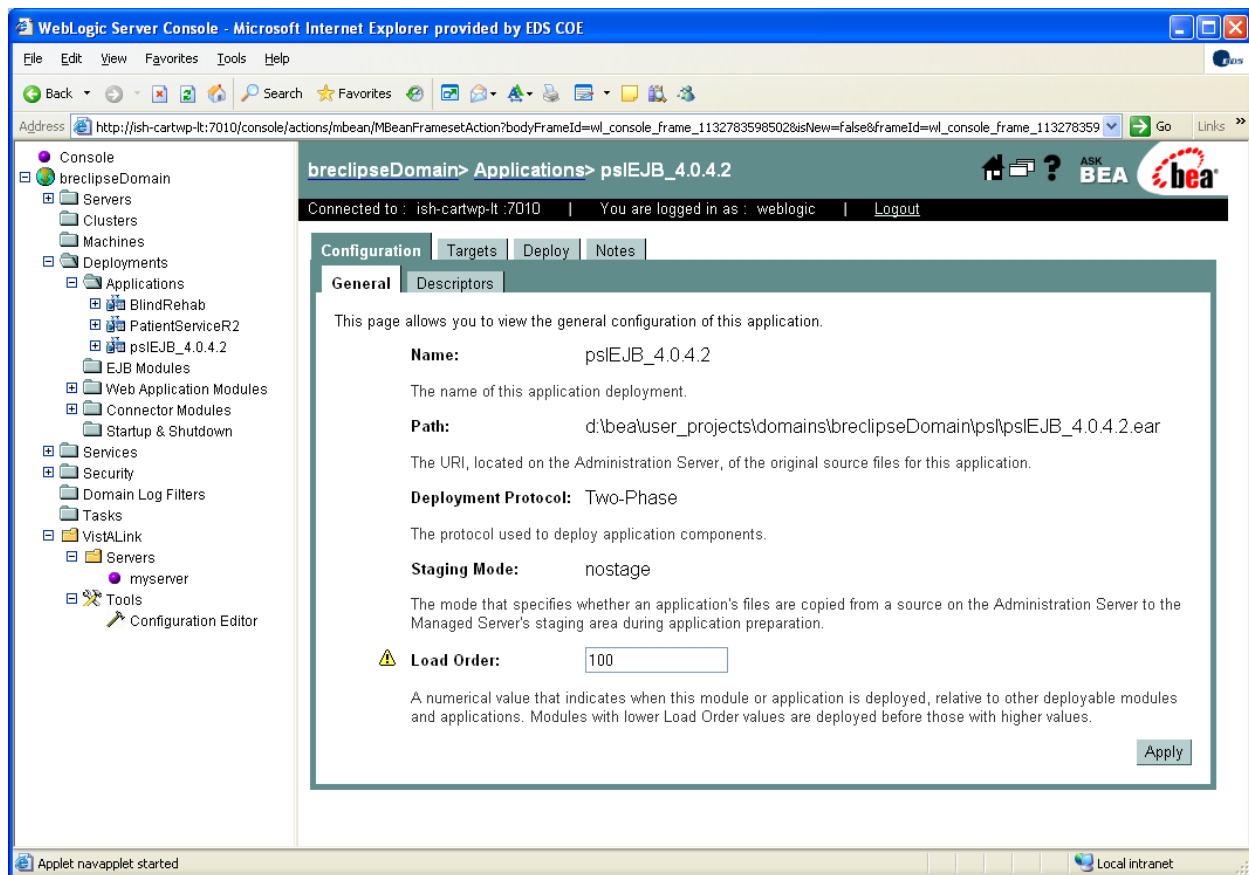 WebLogic Server Console - Microsoft Internet Explorer provided by EDS COE
File Edit View Favorites Tools Help
EDS
Back Search Favorites
Address http://ish-cartwp-lt:7010/console/actions/mbean/MBeanFramesetAction?bodyFrameId=wl_console_frame_1132783598502&isNew=false&frameId=wl_console_frame_113278359 Go Links »
Console
breclipseDomain
Servers
Clusters
Machines
Deployments
Applications
BlindRehab
PatientServiceR2
pslEJB_4.0.4.2
EJB Modules
Web Application Modules
Connector Modules
Startup & Shutdown
Services
Security
Domain Log Filters
Tasks
VistALink
Servers
myserver
Tools
Configuration Editor
breclipseDomain> Applications> pslEJB_4.0.4.2
? ASK BEA bea
Connected to : ish-cartwp-lt :7010 | You are logged in as : weblogic | Logout
Configuration Targets Deploy Notes
General Descriptors
This page allows you to view the general configuration of this application.
Name: pslEJB_4.0.4.2
The name of this application deployment.
Path: d:\bea\user_projects\domains\breclipseDomain\psl\pslEJB_4.0.4.2.ear
The URI, located on the Administration Server, of the original source files for this application.
Deployment Protocol: Two-Phase
The protocol used to deploy application components.
Staging Mode: nostage
The mode that specifies whether an application's files are copied from a source on the Administration Server to the
Managed Server's staging area during application preparation.
Load Order: 100
A numerical value that indicates when this module or application is deployed, relative to other deployable modules
and applications. Modules with lower Load Order values are deployed before those with higher values.
Apply
Applet navapplet started
Local intranet